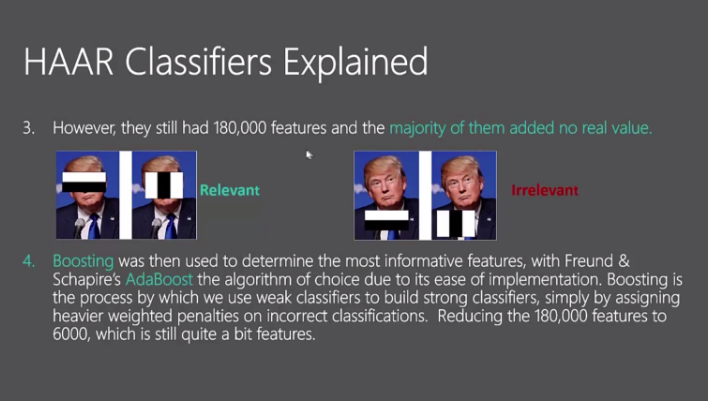 HAAR Classifiers Explained
3. However, they still had 180,000 features and the majority of them added no real value.
Relevant
Irrelevant
4. Boosting was then used to determine the most informative features, with Freund &
Schapire's AdaBoost the algorithm of choice due to its ease of implementation. Boosting is
the process by which we use weak classifiers to build strong classifiers, simply by assigning
heavier weighted penalties on incorrect classifications. Reducing the 180,000 features to
6000, which is still quite a bit features.